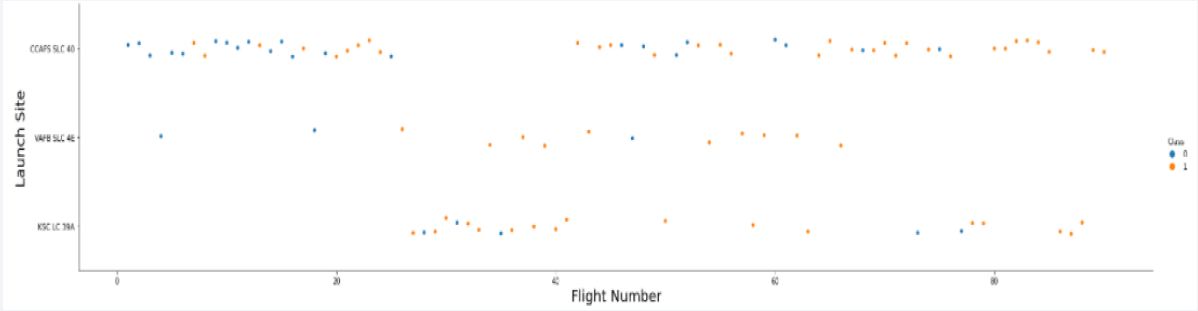 Launch Site
CCAFS SLC 40
VAFB SLC 4E
KSC LC 39A
0 20 40 60 80
Flight Number
Class
0
1